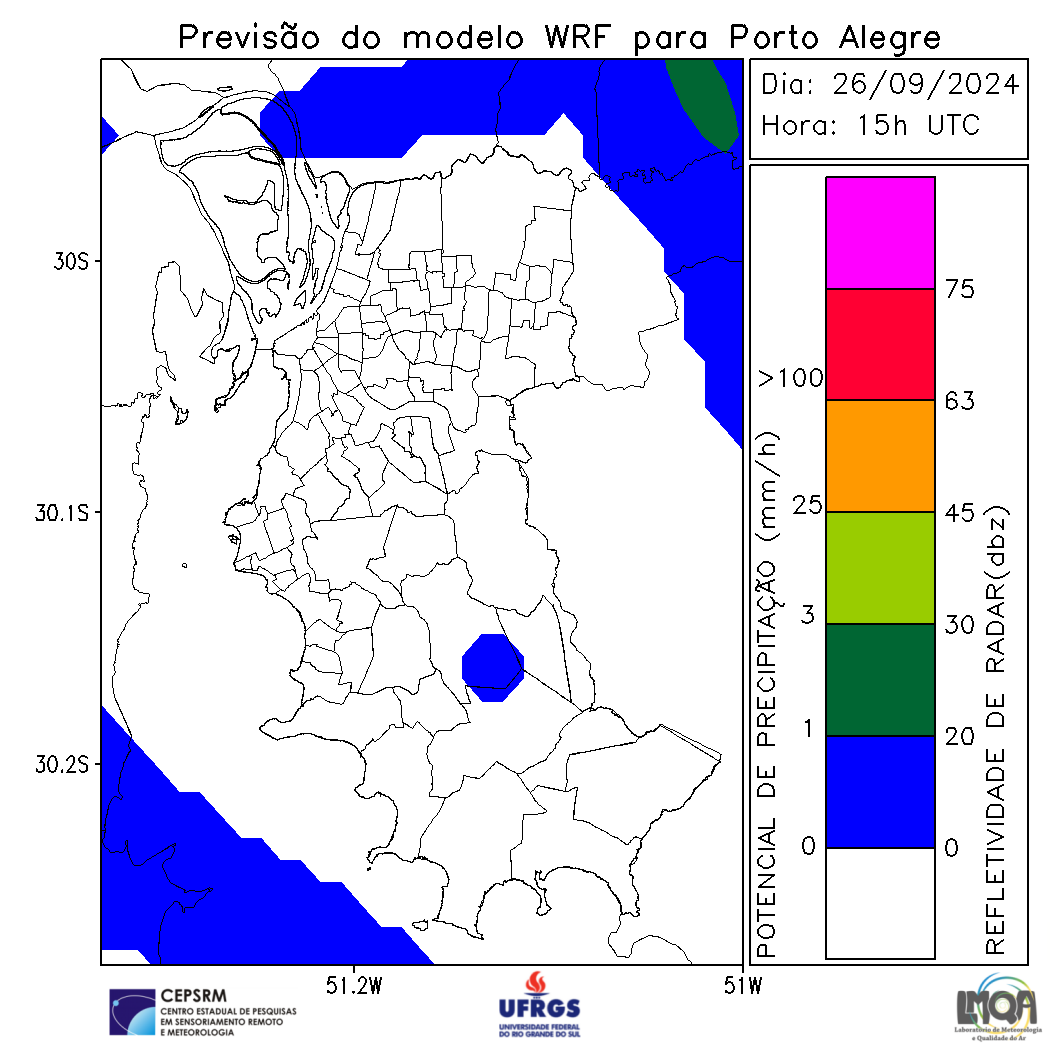 Previsão do modelo WRF para Porto Alegre
Dia: 26/09/2024
Hora: 15h UTC
30S
30.1S
30.2S
51.2W
51W
POTENCIAL DE PRECIPITAÇÃO (mm/h)
>100
25
3
1
0
75
63
45
30
20
0
REFLETIVIDADE DE RADAR(dbz)
CEPSRM
CENTRO ESTADUAL DE PESQUISAS
EM SENSORIAMENTO REMOTO
E METEOROLOGIA
UFRGS
UNIVERSIDADE FEDERAL
DO RIO GRANDE DO SUL
LMQA
Laboratório de Meteorologia
e Qualidade do Ar